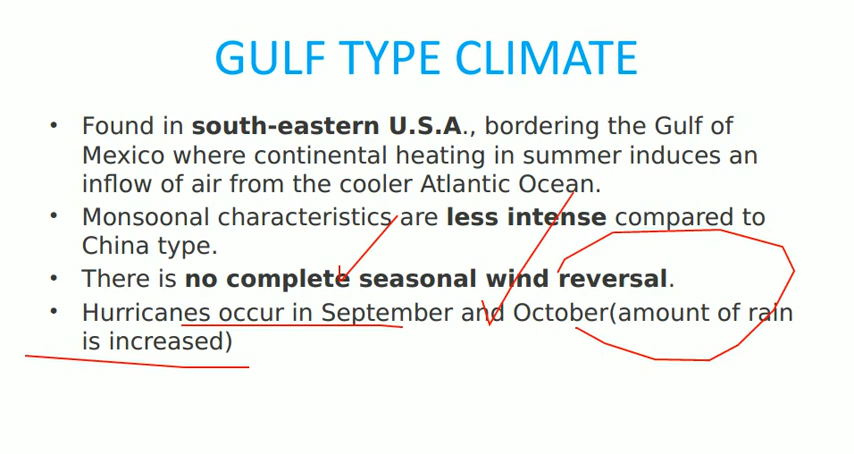 GULF TYPE CLIMATE
• Found in south-eastern U.S.A., bordering the Gulf of
Mexico where continental heating in summer induces an
inflow of air from the cooler Atlantic Ocean.
• Monsoonal characteristics are less intense compared to
China type.
• There is no complete seasonal wind reversal.
• Hurricanes occur in September and October(amount of rain
is increased)